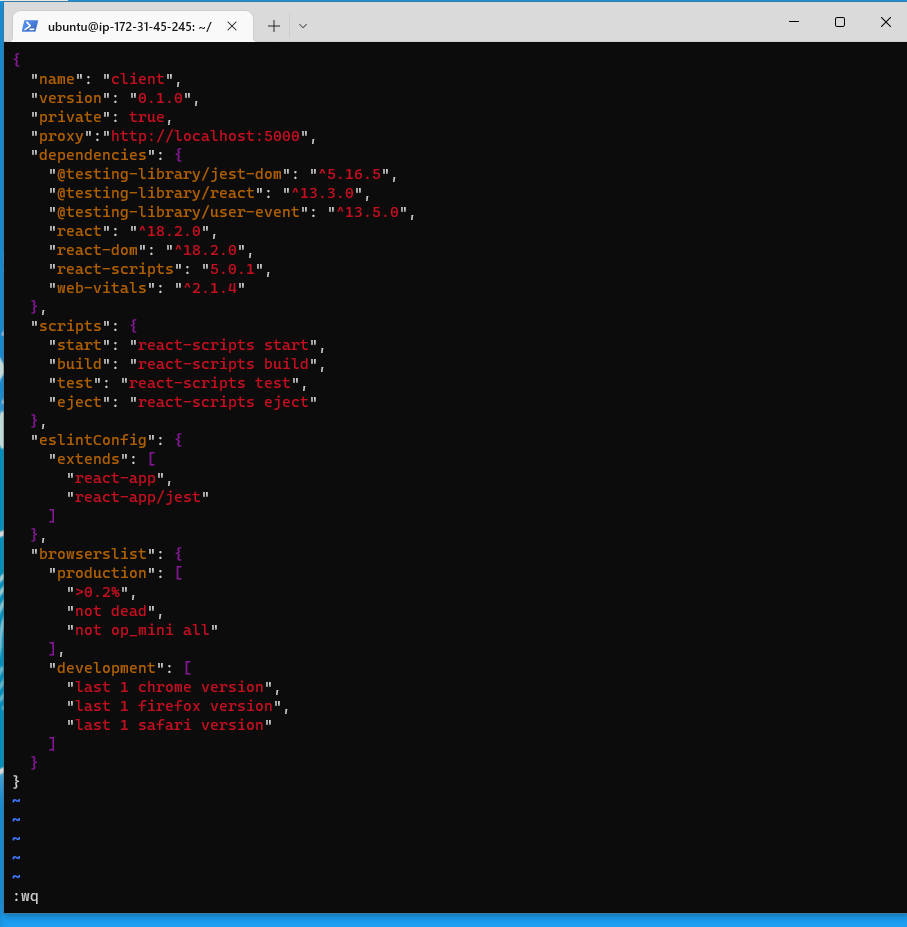 ubuntu@ip-172-31-45-245: ~/
{
  "name": "client",
  "version": "0.1.0",
  "private": true,
  "proxy":"http://localhost:5000",
  "dependencies": {
    "@testing-library/jest-dom": "^5.16.5",
    "@testing-library/react": "^13.3.0",
    "@testing-library/user-event": "^13.5.0",
    "react": "^18.2.0",
    "react-dom": "^18.2.0",
    "react-scripts": "5.0.1",
    "web-vitals": "^2.1.4"
  },
  "scripts": {
    "start": "react-scripts start",
    "build": "react-scripts build",
    "test": "react-scripts test",
    "eject": "react-scripts eject"
  },
  "eslintConfig": {
    "extends": [
      "react-app",
      "react-app/jest"
    ]
  },
  "browserslist": {
    "production": [
      ">0.2%",
      "not dead",
      "not op_mini all"
    ],
    "development": [
      "last 1 chrome version",
      "last 1 firefox version",
      "last 1 safari version"
    ]
  }
}
~
~
~
~
~
:wq